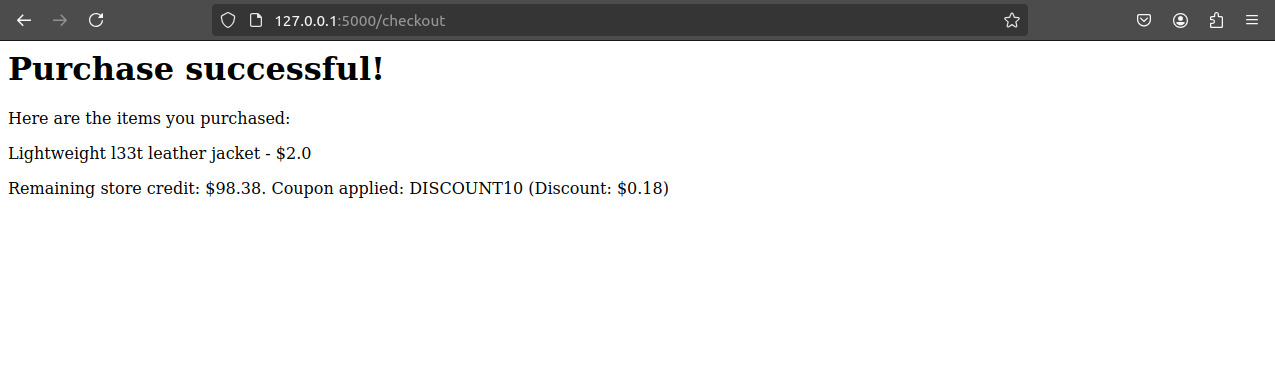 127.0.0.1:5000/checkout
Purchase successful!
Here are the items you purchased:
Lightweight l33t leather jacket - $2.0
Remaining store credit: $98.38. Coupon applied: DISCOUNT10 (Discount: $0.18)